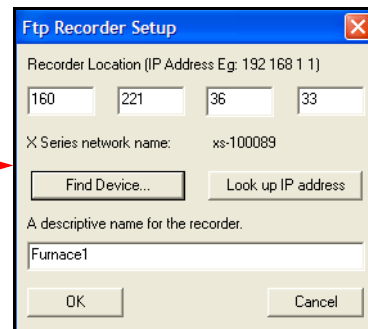 Ftp Recorder Setup
Recorder Location (IP Address Eg: 192 168 1 1)
160 221 36 33
X Series network name: xs-100089
Find Device... Look up IP address
A descriptive name for the recorder.
Furnace1
OK Cancel